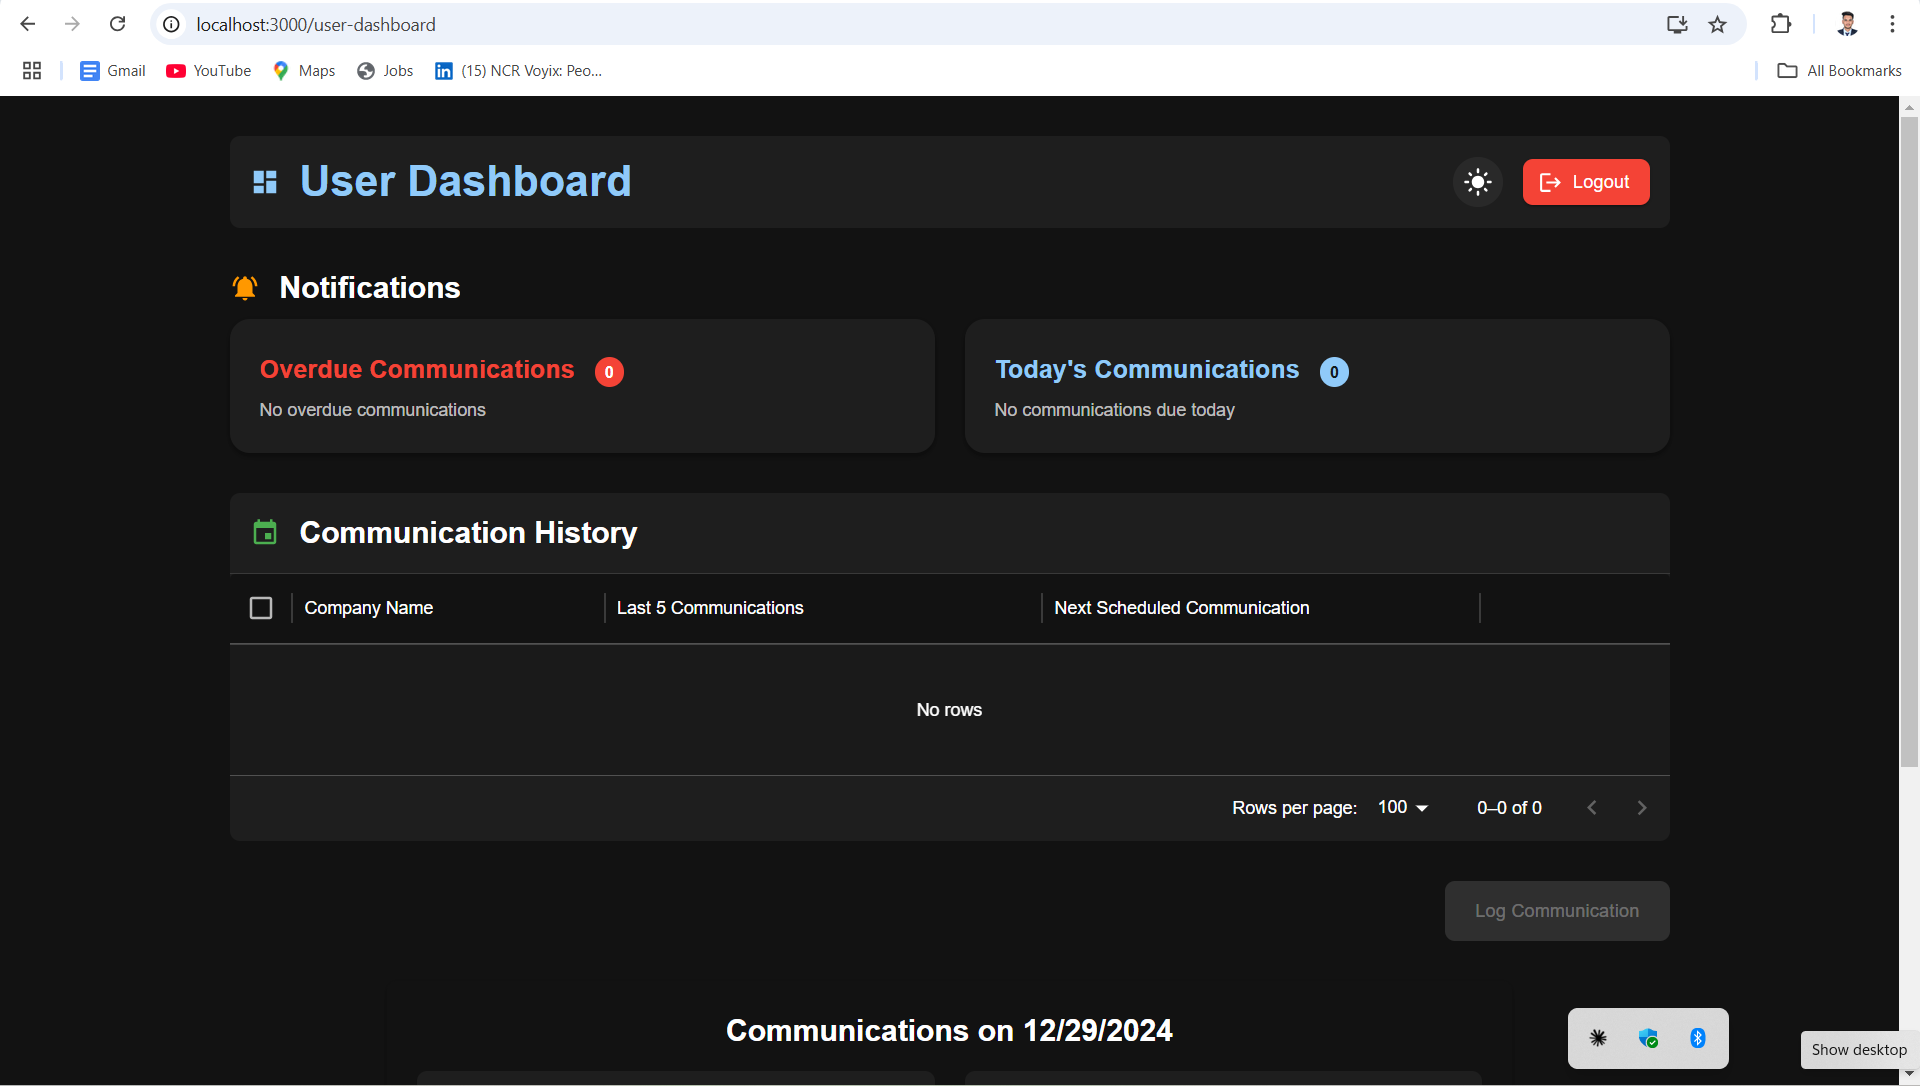 localhost:3000/user-dashboard
Gmail
YouTube
Maps
Jobs
(15) NCR Voyix: Peo...
All Bookmarks
User Dashboard
Logout
Notifications
Overdue Communications 0
No overdue communications
Today's Communications 0
No communications due today
Communication History
Company Name
Last 5 Communications
Next Scheduled Communication
No rows
Rows per page: 100
0–0 of 0
Log Communication
Communications on 12/29/2024
Show desktop